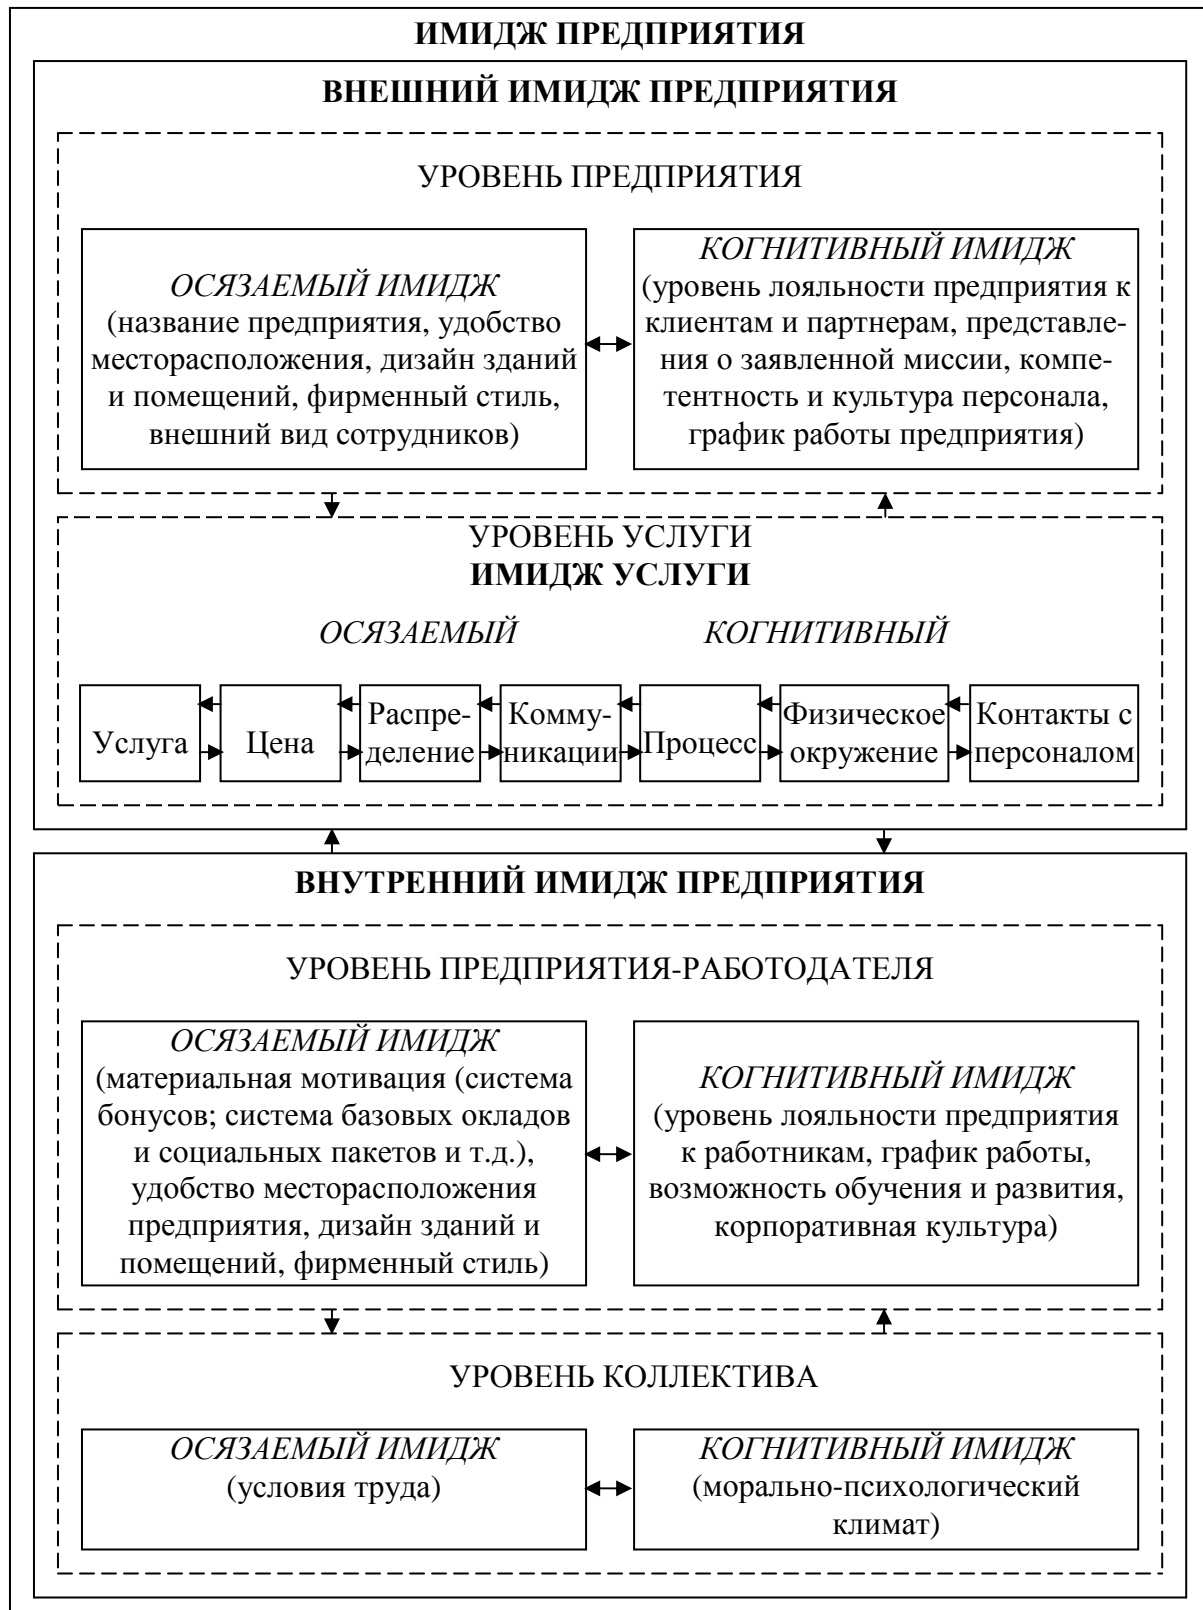 ИМИДЖ ПРЕДПРИЯТИЯ
ВНЕШНИЙ ИМИДЖ ПРЕДПРИЯТИЯ
УРОВЕНЬ ПРЕДПРИЯТИЯ
ОСЯЗАЕМЫЙ ИМИДЖ
(название предприятия, удобство
месторасположения, дизайн зданий
и помещений, фирменный стиль,
внешний вид сотрудников)
КОГНИТИВНЫЙ ИМИДЖ
(уровень лояльности предприятия к
клиентам и партнерам, представле-
ния о заявленной миссии, компе-
тентность и культура персонала,
график работы предприятия)
УРОВЕНЬ УСЛУГИ
ИМИДЖ УСЛУГИ
ОСЯЗАЕМЫЙ
КОГНИТИВНЫЙ
Услуга
Цена
Распре-
деление
Комму-
никации
Процесс
Физическое
окружение
Контакты с
персоналом
ВНУТРЕННИЙ ИМИДЖ ПРЕДПРИЯТИЯ
УРОВЕНЬ ПРЕДПРИЯТИЯ-РАБОТОДАТЕЛЯ
ОСЯЗАЕМЫЙ ИМИДЖ
(материальная мотивация (система
бонусов; система базовых окладов
и социальных пакетов и т.д.),
удобство месторасположения
предприятия, дизайн зданий и
помещений, фирменный стиль)
КОГНИТИВНЫЙ ИМИДЖ
(уровень лояльности предприятия
к работникам, график работы,
возможность обучения и развития,
корпоративная культура)
УРОВЕНЬ КОЛЛЕКТИВА
ОСЯЗАЕМЫЙ ИМИДЖ
(условия труда)
КОГНИТИВНЫЙ ИМИДЖ
(морально-психологический
климат)